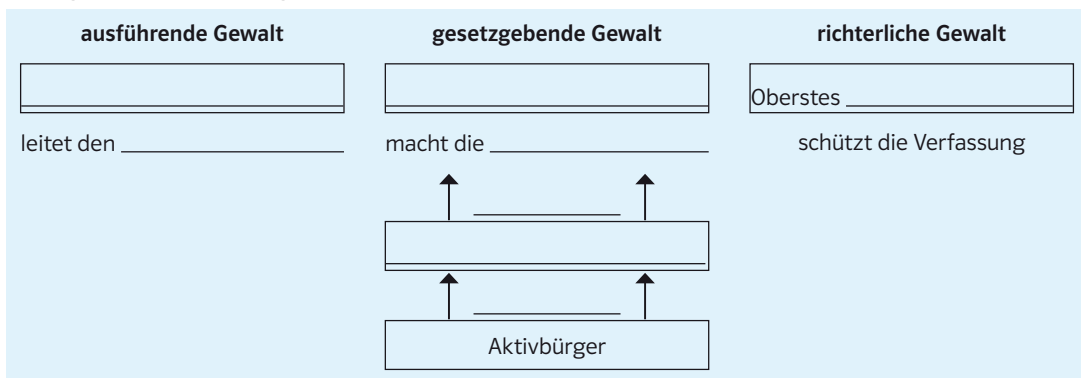 ausführende Gewalt
gesetzgebende Gewalt
richterliche Gewalt
Oberstes
leitet den
macht die
schützt die Verfassung
Aktivbürger